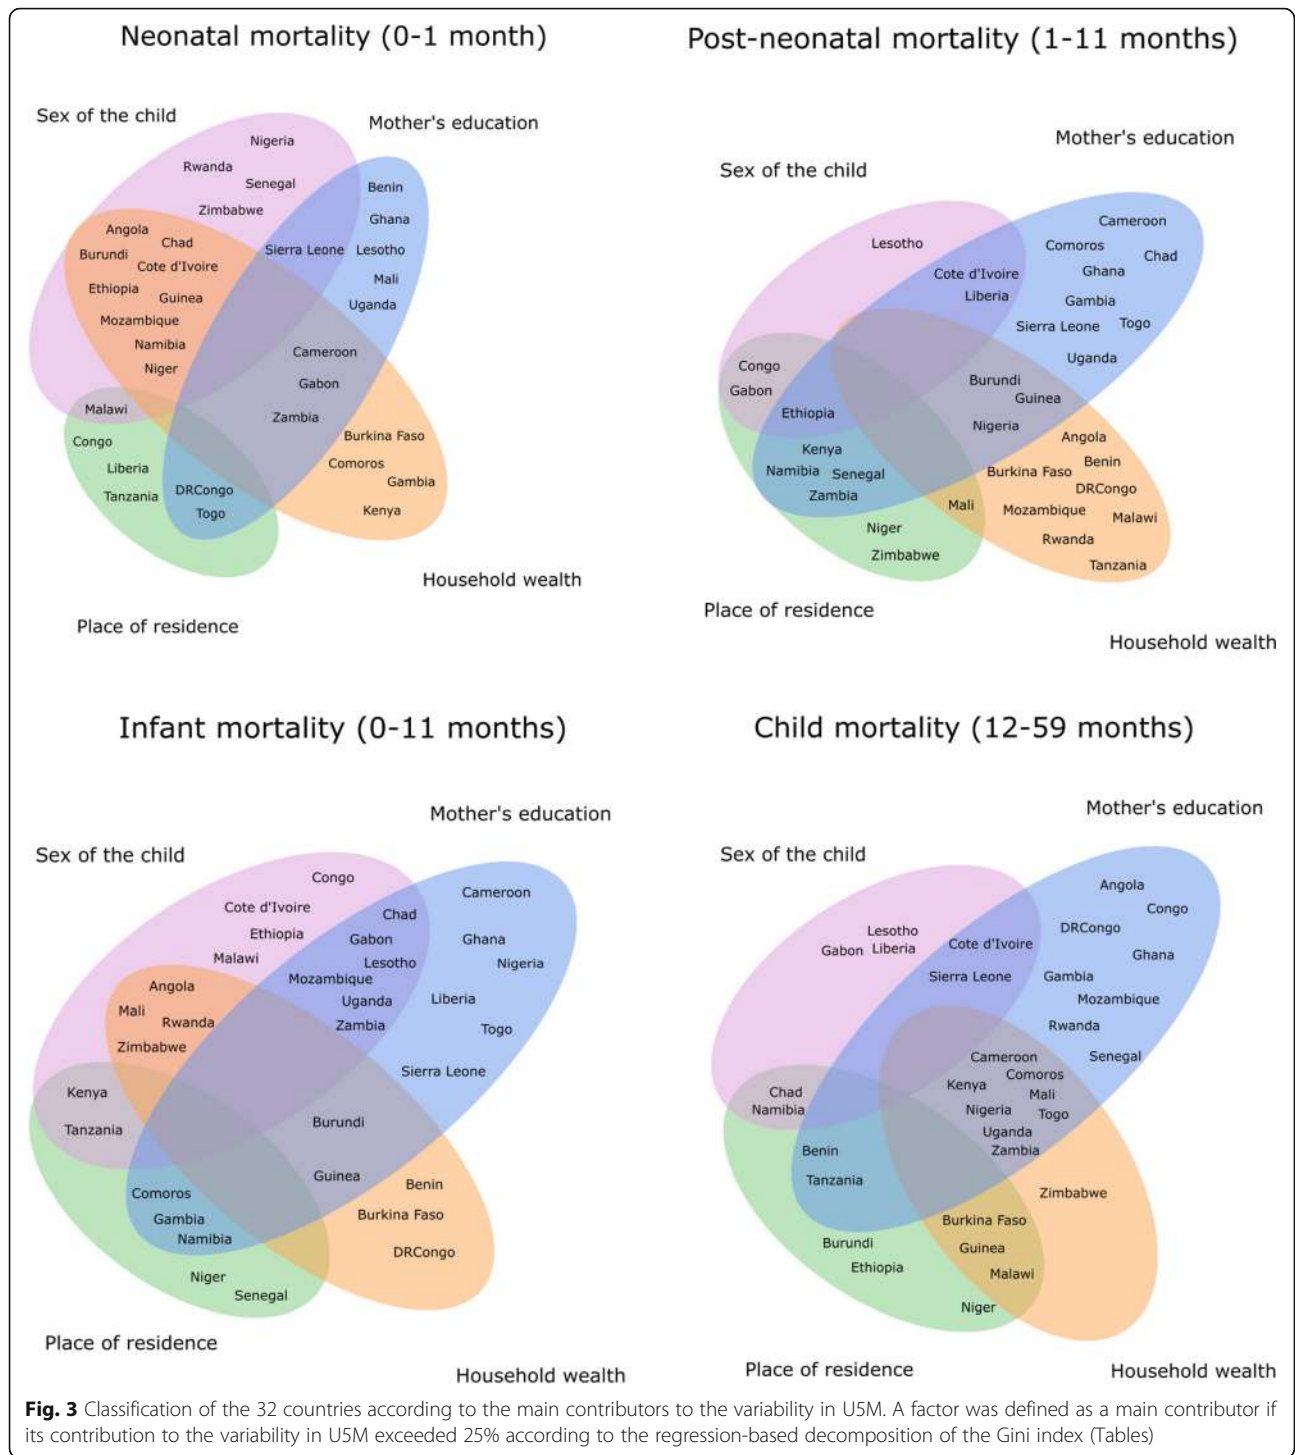 Neonatal mortality (0-1 month)
Sex of the child
Mother's education
Nigeria
Rwanda
Senegal
Zimbabwe
Benin
Ghana
Angola
Chad
Burundi
Cote d'Ivoire
Sierra Leone
Lesotho
Ethiopia
Guinea
Mali
Mozambique
Uganda
Namibia
Niger
Cameroon
Gabon
Malawi
Zambia
Congo
Burkina Faso
Liberia
Comoros
Tanzania
DRCongo
Gambia
Togo
Kenya
Household wealth
Place of residence
Post-neonatal mortality (1-11 months)
Mother's education
Sex of the child
Cameroon
Lesotho
Comoros
Chad
Cote d'Ivoire
Ghana
Liberia
Gambia
Sierra Leone
Togo
Uganda
Congo
Gabon
Burundi
Guinea
Ethiopia
Nigeria
Kenya
Angola
Namibia
Senegal
Burkina Faso
Benin
Zambia
DRCongo
Mali
Mozambique
Malawi
Niger
Rwanda
Zimbabwe
Tanzania
Place of residence
Household wealth
Infant mortality (0-11 months)
Mother's education
Sex of the child
Congo
Cameroon
Cote d'Ivoire
Chad
Ethiopia
Gabon
Ghana
Malawi
Lesotho
Nigeria
Mozambique
Angola
Uganda
Liberia
Mali
Rwanda
Zambia
Togo
Zimbabwe
Sierra Leone
Kenya
Tanzania
Burundi
Guinea
Benin
Comoros
Gambia
Burkina Faso
Namibia
DRCongo
Niger
Senegal
Place of residence
Household wealth
Child mortality (12-59 months)
Mother's education
Sex of the child
Angola
Congo
Lesotho
DRCongo
Gabon
Liberia
Cote d'Ivoire
Ghana
Sierra Leone
Gambia
Mozambique
Rwanda
Cameroon
Senegal
Comoros
Kenya
Mali
Chad
Namibia
Nigeria
Togo
Uganda
Benin
Zambia
Tanzania
Zimbabwe
Burkina Faso
Burundi
Guinea
Ethiopia
Malawi
Niger
Place of residence
Household wealth
Fig. 3 Classification of the 32 countries according to the main contributors to the variability in U5M. A factor was defined as a main contributor if
its contribution to the variability in U5M exceeded 25% according to the regression-based decomposition of the Gini index (Tables)